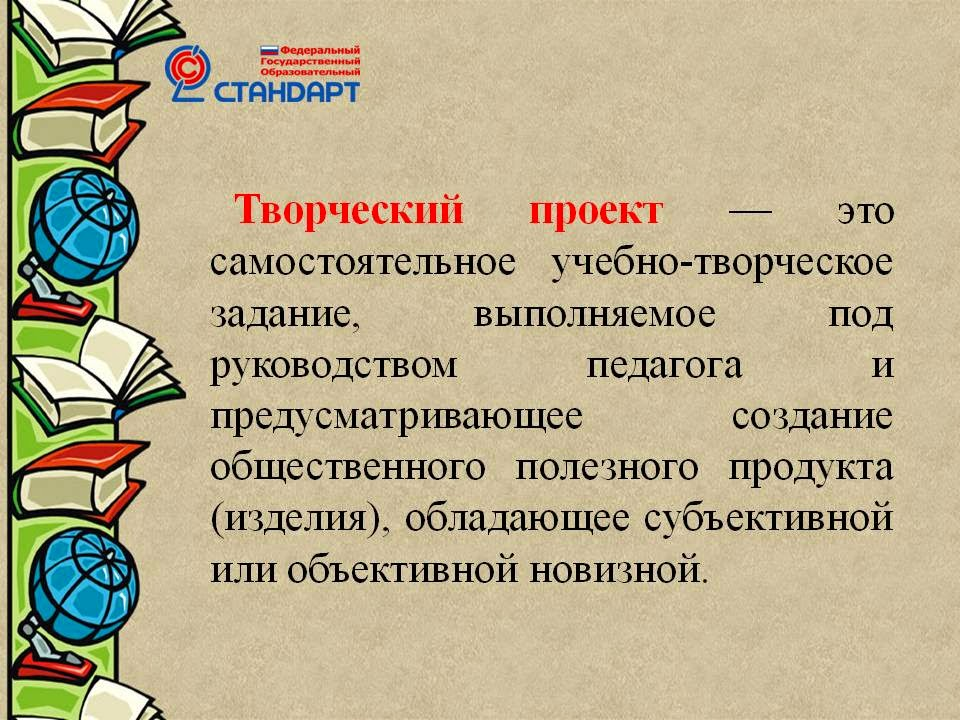 Федеральный
Государственный
Образовательный
СТАНДАРТ
Творческий проект — это
самостоятельное учебно-творческое
задание, выполняемое под
руководством педагога и
предусматривающее создание
общественного полезного продукта
(изделия), обладающее субъективной
или объективной новизной.